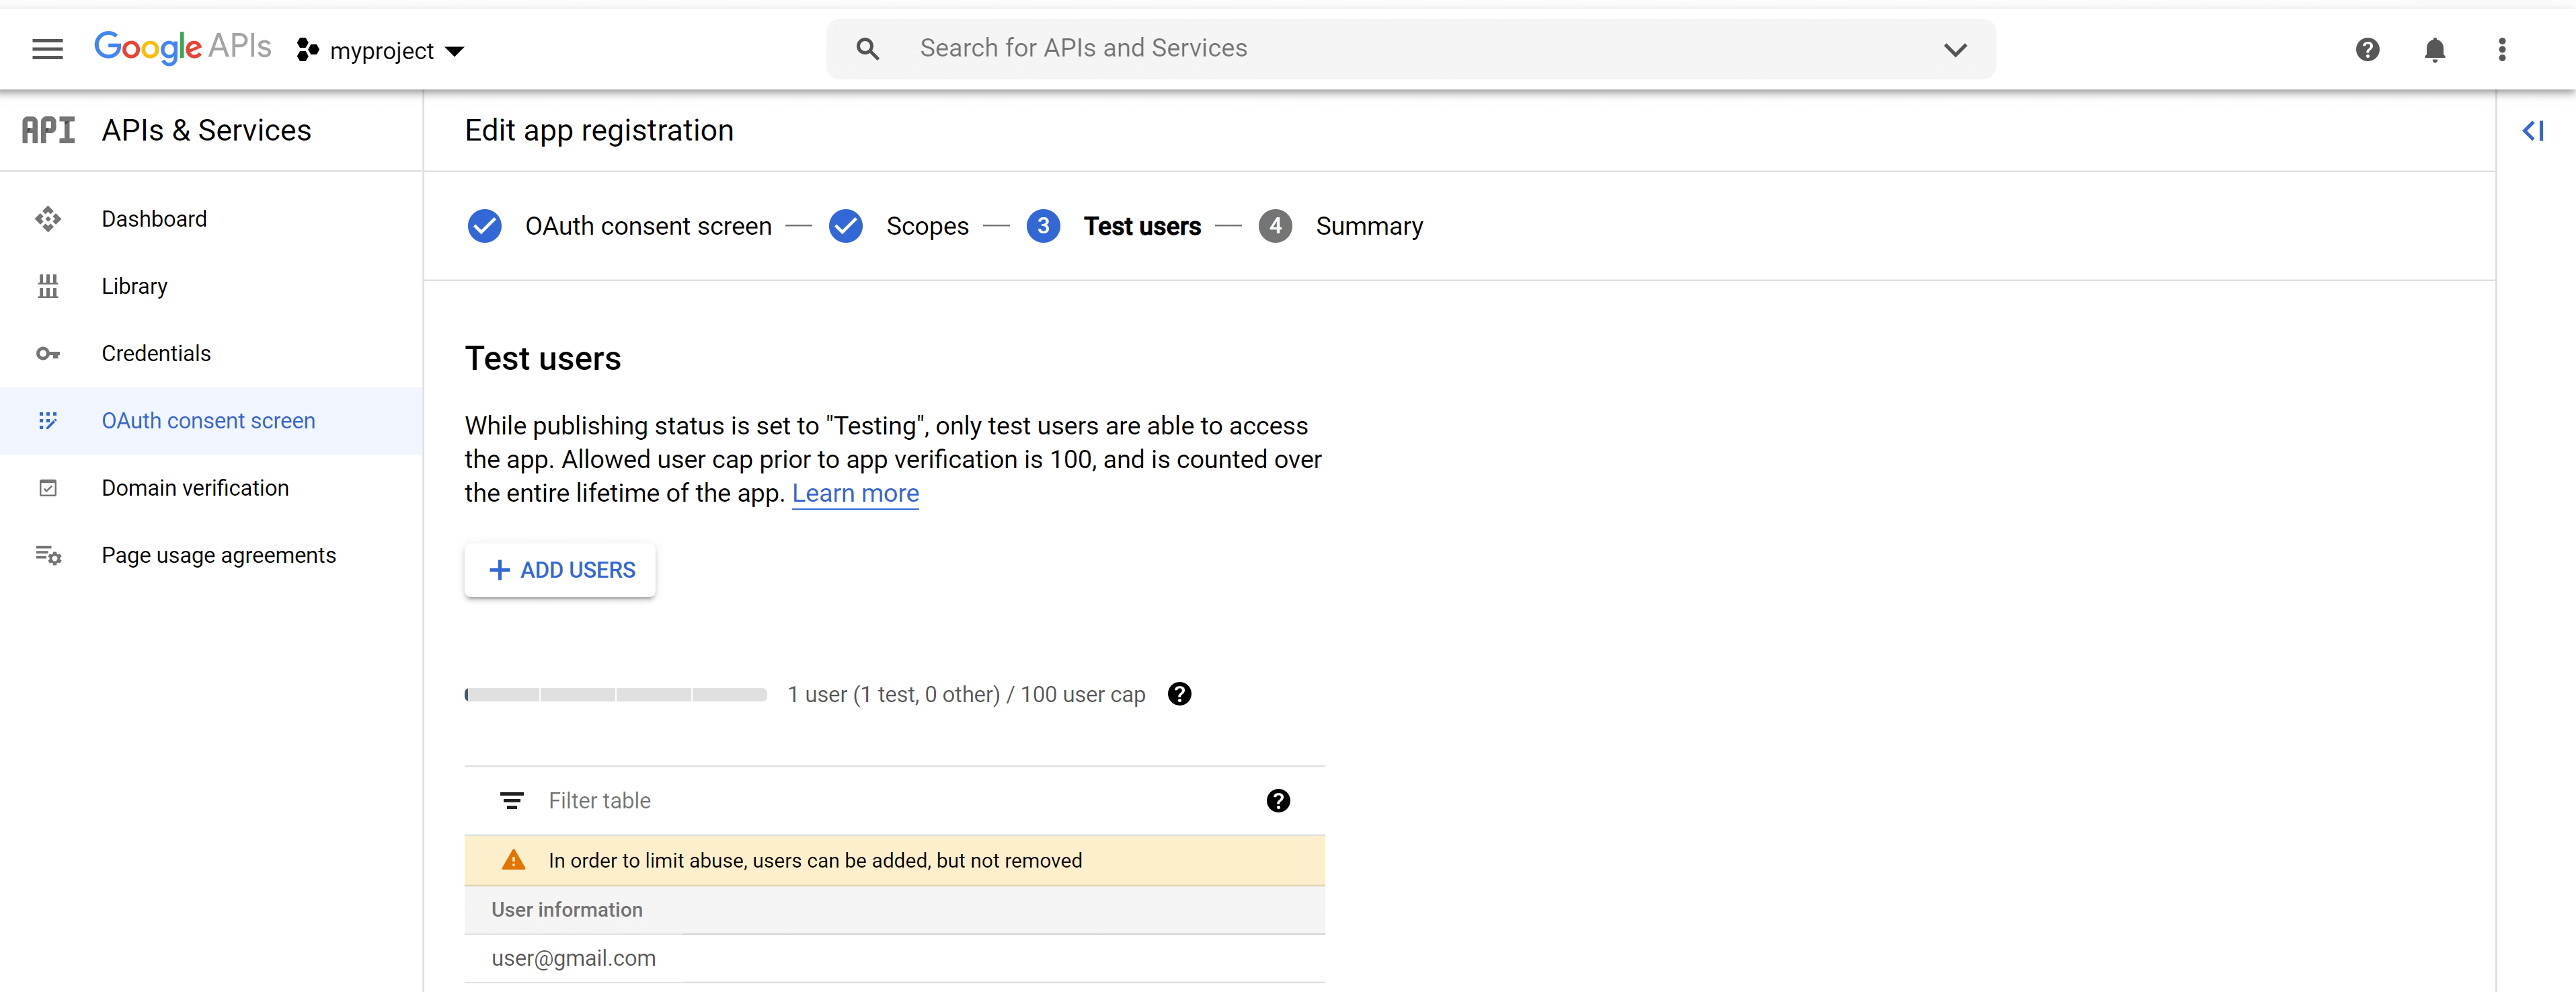 Google APIs
myproject
Search for APIs and Services
API
APIs & Services
Edit app registration
Dashboard
Library
Credentials
OAuth consent screen
Domain verification
Page usage agreements
OAuth consent screen
Scopes
3
Test users
4
Summary
Test users
While publishing status is set to "Testing", only test users are able to access
the app. Allowed user cap prior to app verification is 100, and is counted over
the entire lifetime of the app. Learn more
ADD USERS
1 user (1 test, 0 other) / 100 user cap
Filter table
In order to limit abuse, users can be added, but not removed
User information
user@gmail.com